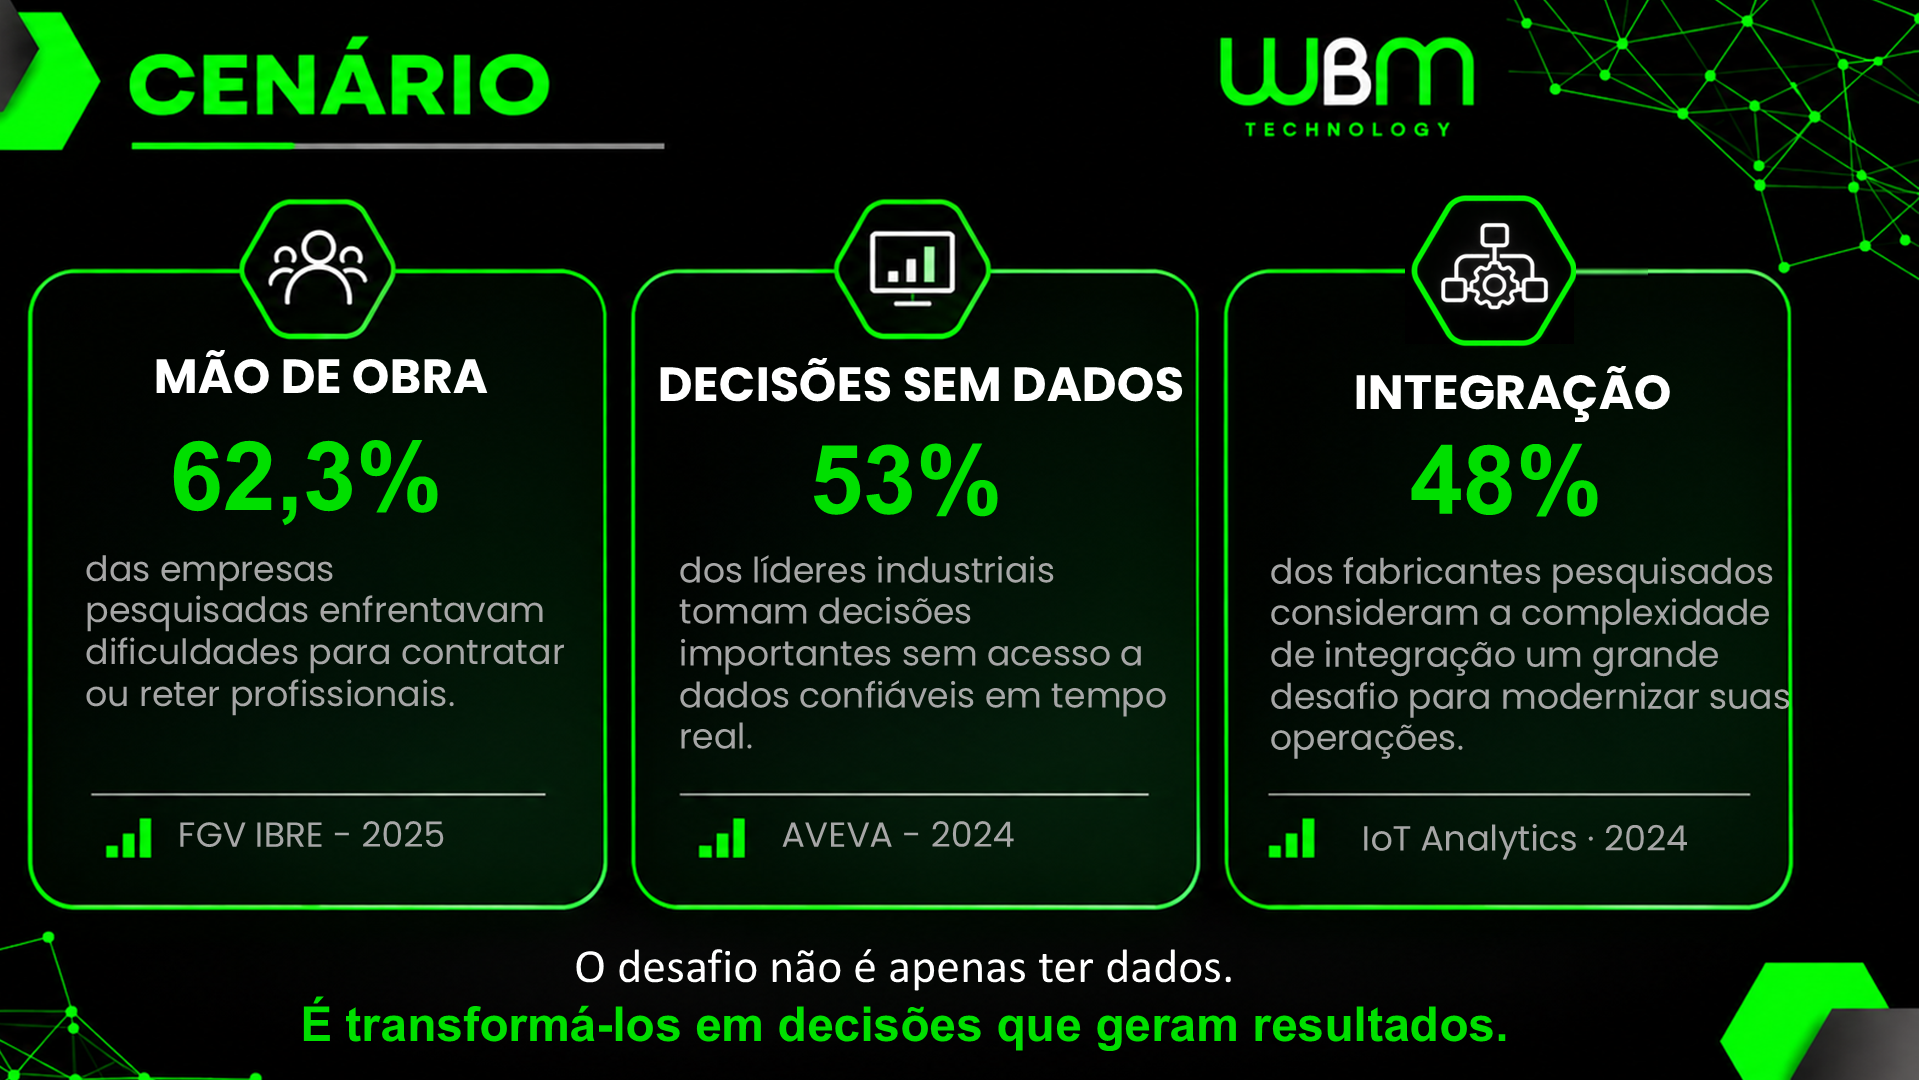 CENÁRIO
WBM
TECHNOLOGY
MÃO DE OBRA
62,3%
das empresas
pesquisadas enfrentavam
dificuldades para contratar
ou reter profissionais.
FGV IBRE - 2025
DECISÕES SEM DADOS
53%
dos líderes industriais
tomam decisões
importantes sem acesso a
dados confiáveis em tempo
real.
AVEVA - 2024
INTEGRAÇÃO
48%
dos fabricantes pesquisados
consideram a complexidade
de integração um grande
desafio para modernizar suas
operações.
IoT Analytics · 2024
O desafio não é apenas ter dados.
É transformá-los em decisões que geram resultados.